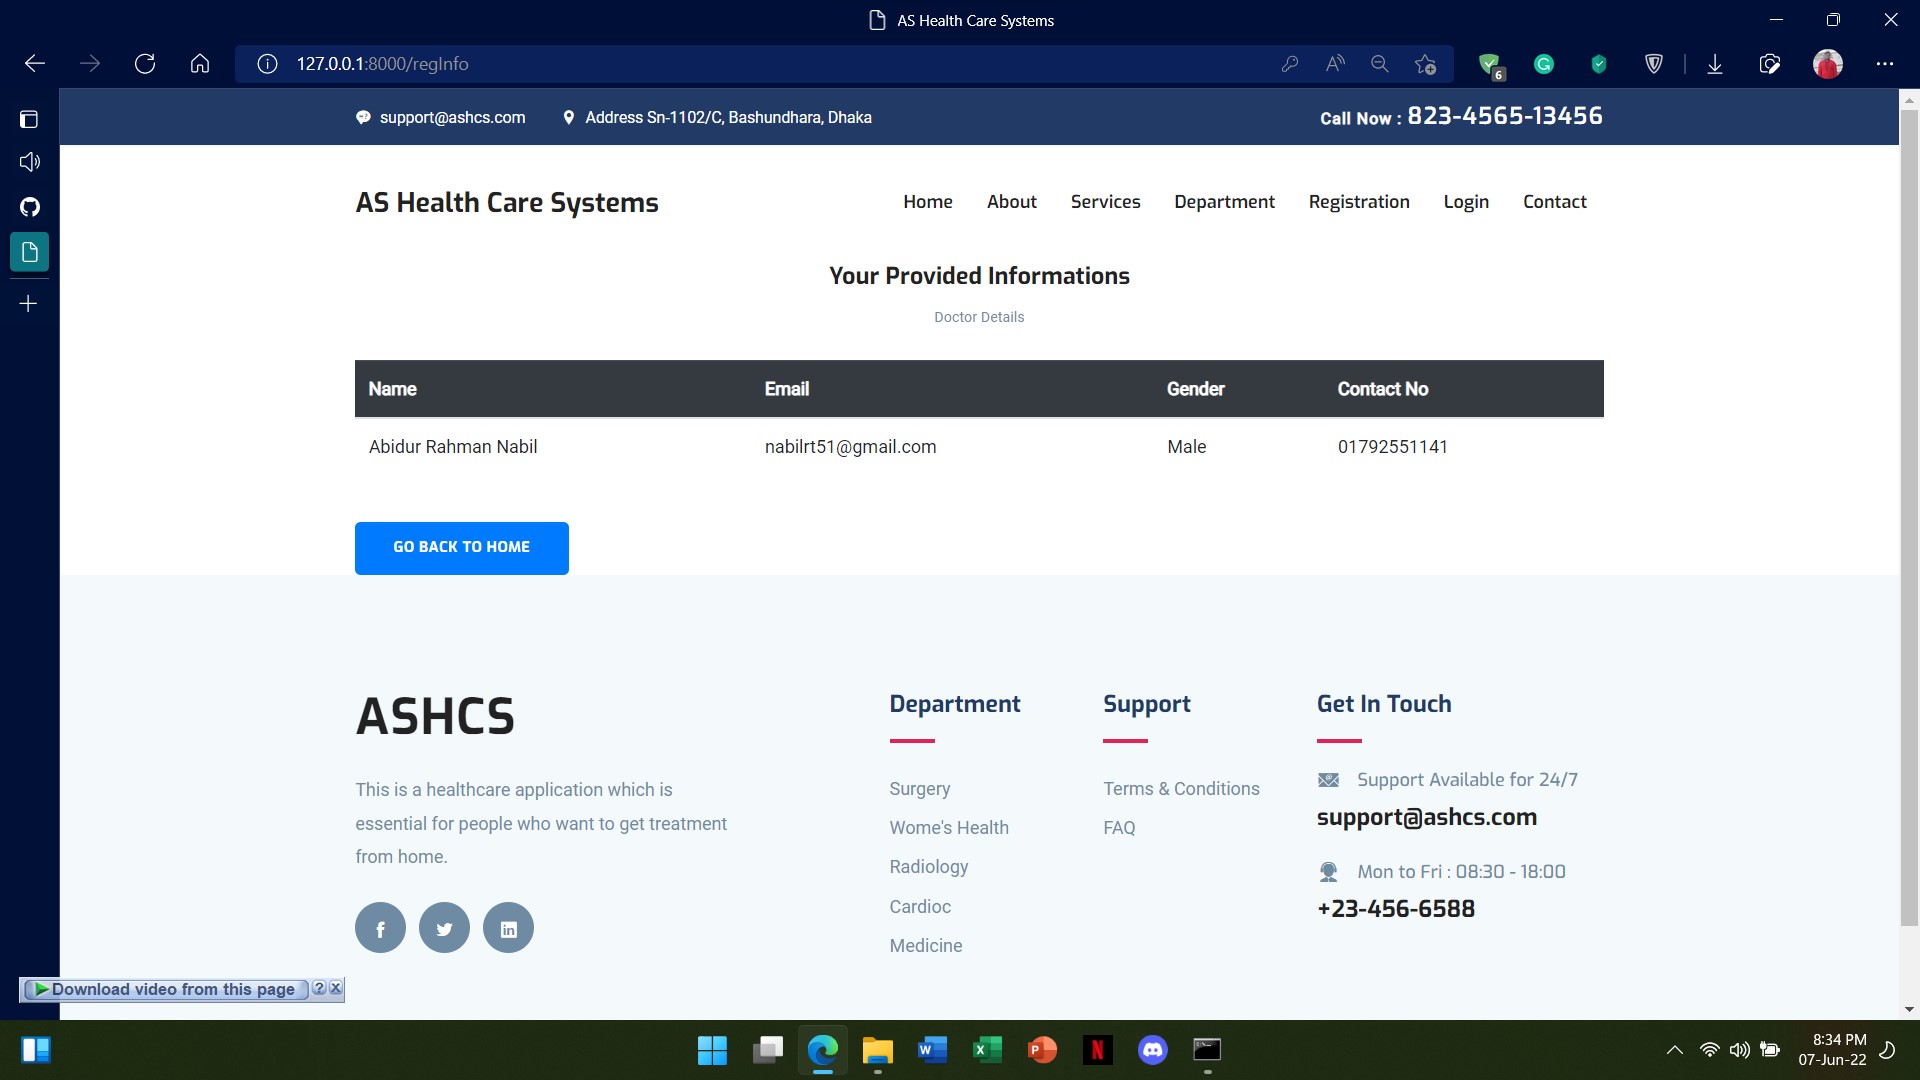 AS Health Care Systems
127.0.0.1:8000/regInfo
6
support@ashcs.com Address Sn-1102/C, Bashundhara, Dhaka Call Now : 823-4565-13456
AS Health Care Systems Home About Services Department Registration Login Contact
Your Provided Informations
Doctor Details
Name Email Gender Contact No
Abidur Rahman Nabil nabilrt51@gmail.com Male 01792551141
GO BACK TO HOME
ASHCS
This is a healthcare application which is
essential for people who want to get treatment
from home.
Department
Surgery
Wome's Health
Radiology
Cardioc
Medicine
Support
Terms & Conditions
FAQ
Get In Touch
Support Available for 24/7
support@ashcs.com
Mon to Fri : 08:30 - 18:00
+23-456-6588
Download video from this page ? x
8:34 PM
07-Jun-22